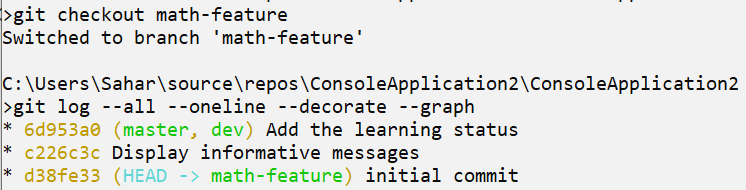 >git checkout math-feature
Switched to branch 'math-feature'
C:\Users\Sahar\source\repos\ConsoleApplication2\ConsoleApplication2
>git log --all --oneline --decorate --graph
* 6d953a0 (master, dev) Add the learning status
* c226c3c Display informative messages
* d38fe33 (HEAD -> math-feature) initial commit